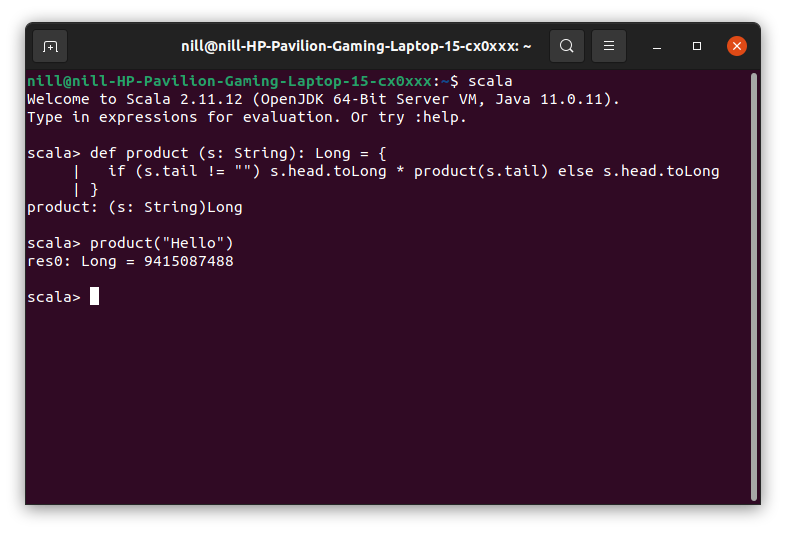 nill@nill-HP-Pavilion-Gaming-Laptop-15-cx0xxx: ~
nill@nill-HP-Pavilion-Gaming-Laptop-15-cx0xxx:~$ scala
Welcome to Scala 2.11.12 (OpenJDK 64-Bit Server VM, Java 11.0.11).
Type in expressions for evaluation. Or try :help.
scala> def product (s: String): Long = {
     |   if (s.tail != "") s.head.toLong * product(s.tail) else s.head.toLong
     | }
product: (s: String)Long
scala> product("Hello")
res0: Long = 9415087488
scala>